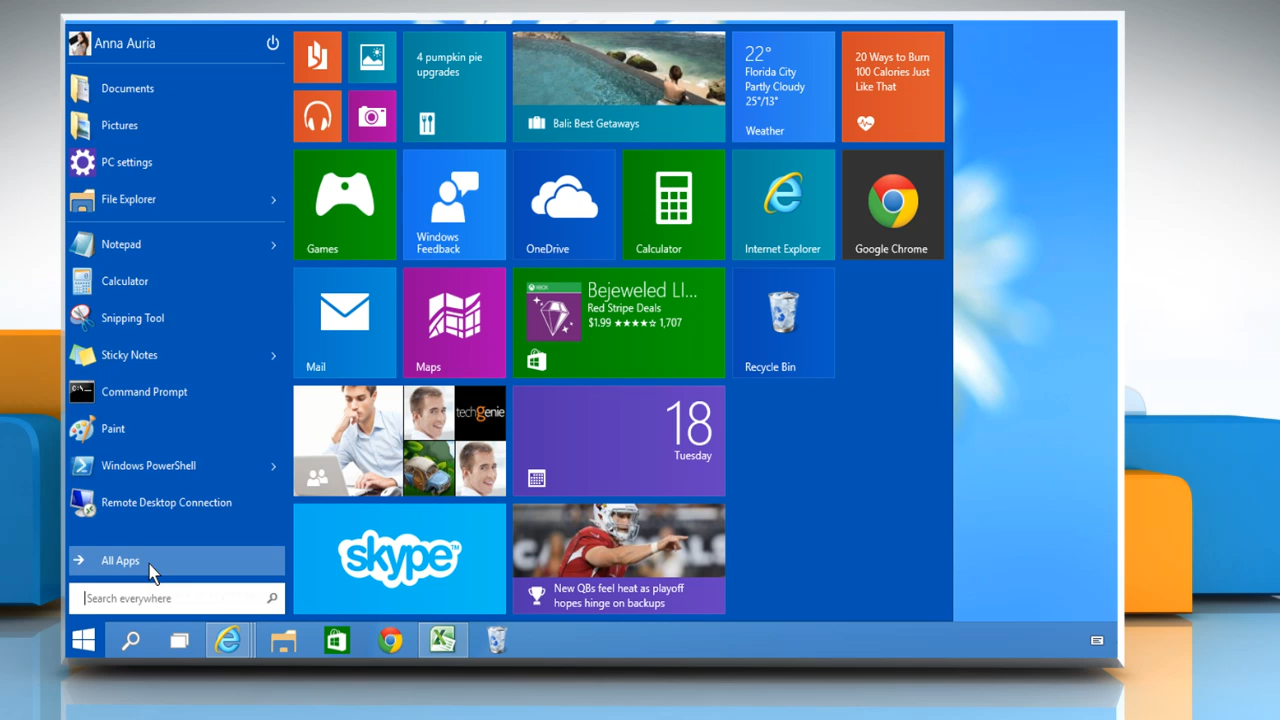 Anna Auria
Documents
Pictures
PC settings
File Explorer
Notepad
Calculator
Snipping Tool
Sticky Notes
Command Prompt
Paint
Windows PowerShell
Remote Desktop Connection
All Apps
Search everywhere
4 pumpkin pie
upgrades
Bali: Best Getaways
22°
Florida City
Partly Cloudy
25°/13°
Weather
20 Ways to Burn
100 Calories Just
Like That
Games
Windows
Feedback
OneDrive
Calculator
Internet Explorer
Google Chrome
Mail
Maps
XBOX
Bejeweled LI...
Red Stripe Deals
$1.99 ★★★★☆ 1,707
Recycle Bin
techgenie
18
Tuesday
skype™
New QBs feel heat as playoff
hopes hinge on backups